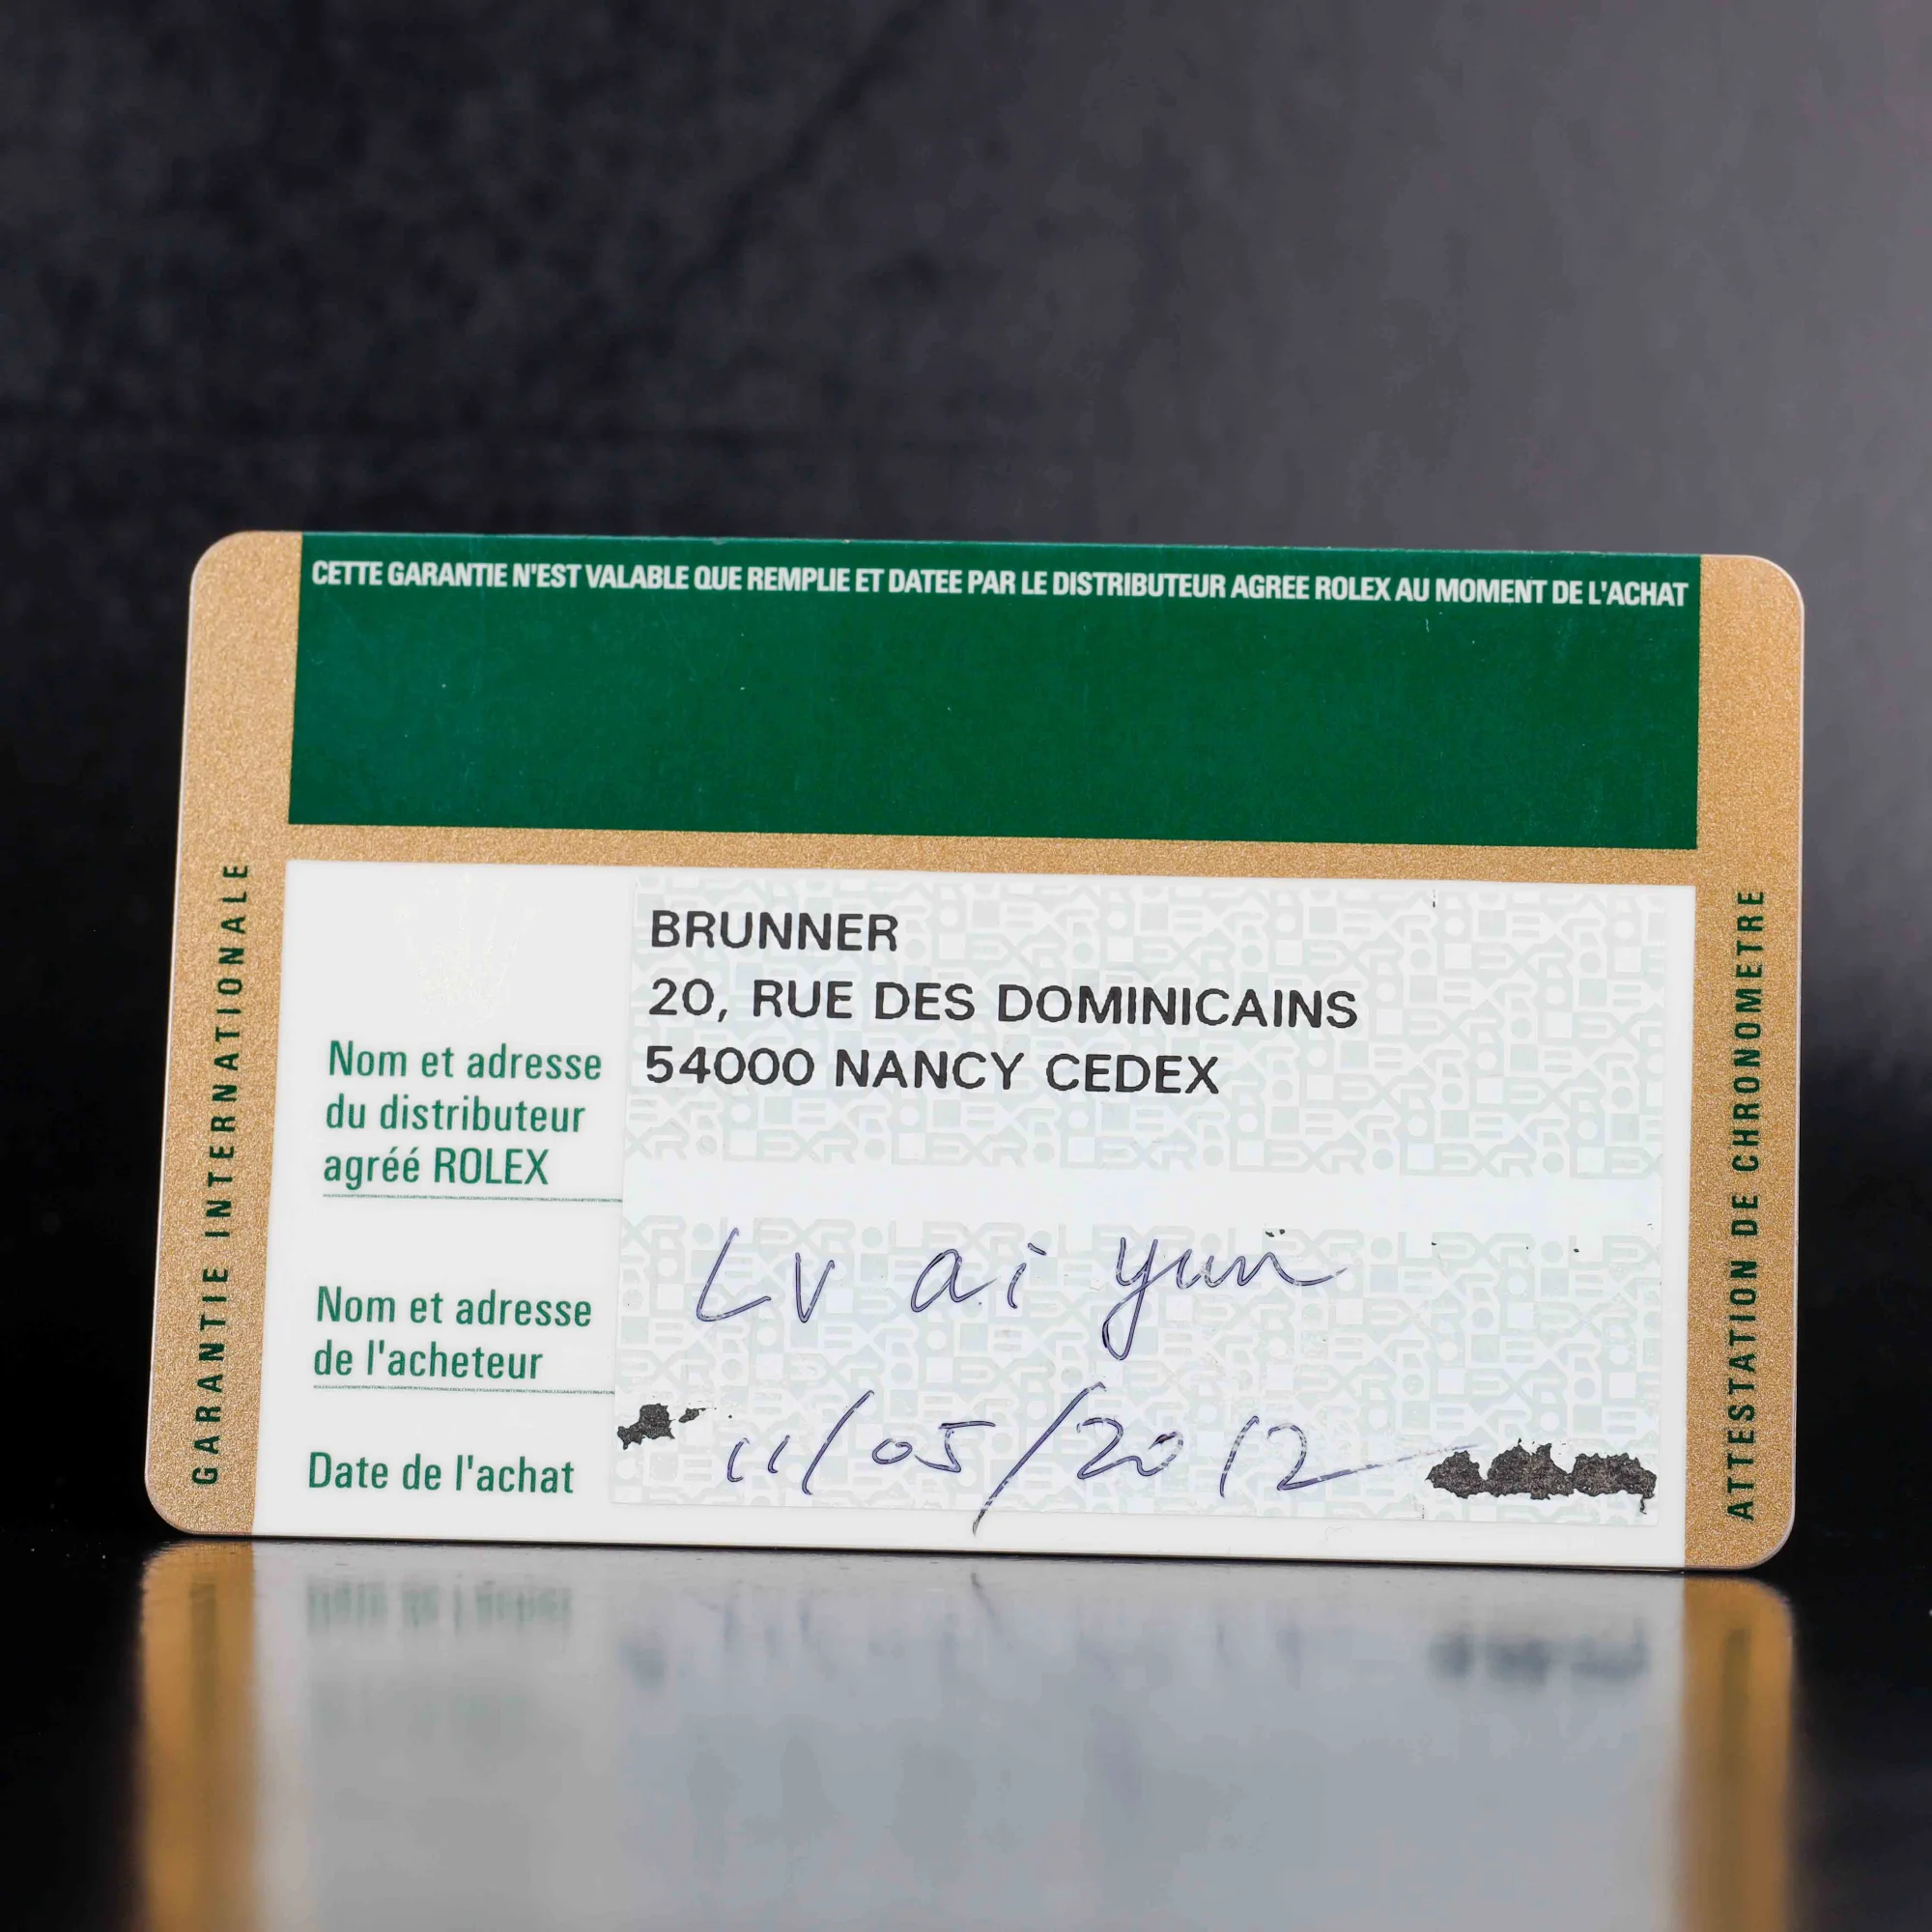 CETTE GARANTIE N'EST VALABLE QUE REMPLIE ET DATEE PAR LE DISTRIBUTEUR AGREE ROLEX AU MOMENT DE L'ACHAT
GARANTIE INTERNATIONALE
Nom et adresse
du distributeur
agréé ROLEX
BRUNNER
20, RUE DES DOMINICAINS
54000 NANCY CEDEX
Nom et adresse
de l'acheteur
Lv ai yun
Date de l'achat
11/05/2012
ATTESTATION DE CHRONOMETRE